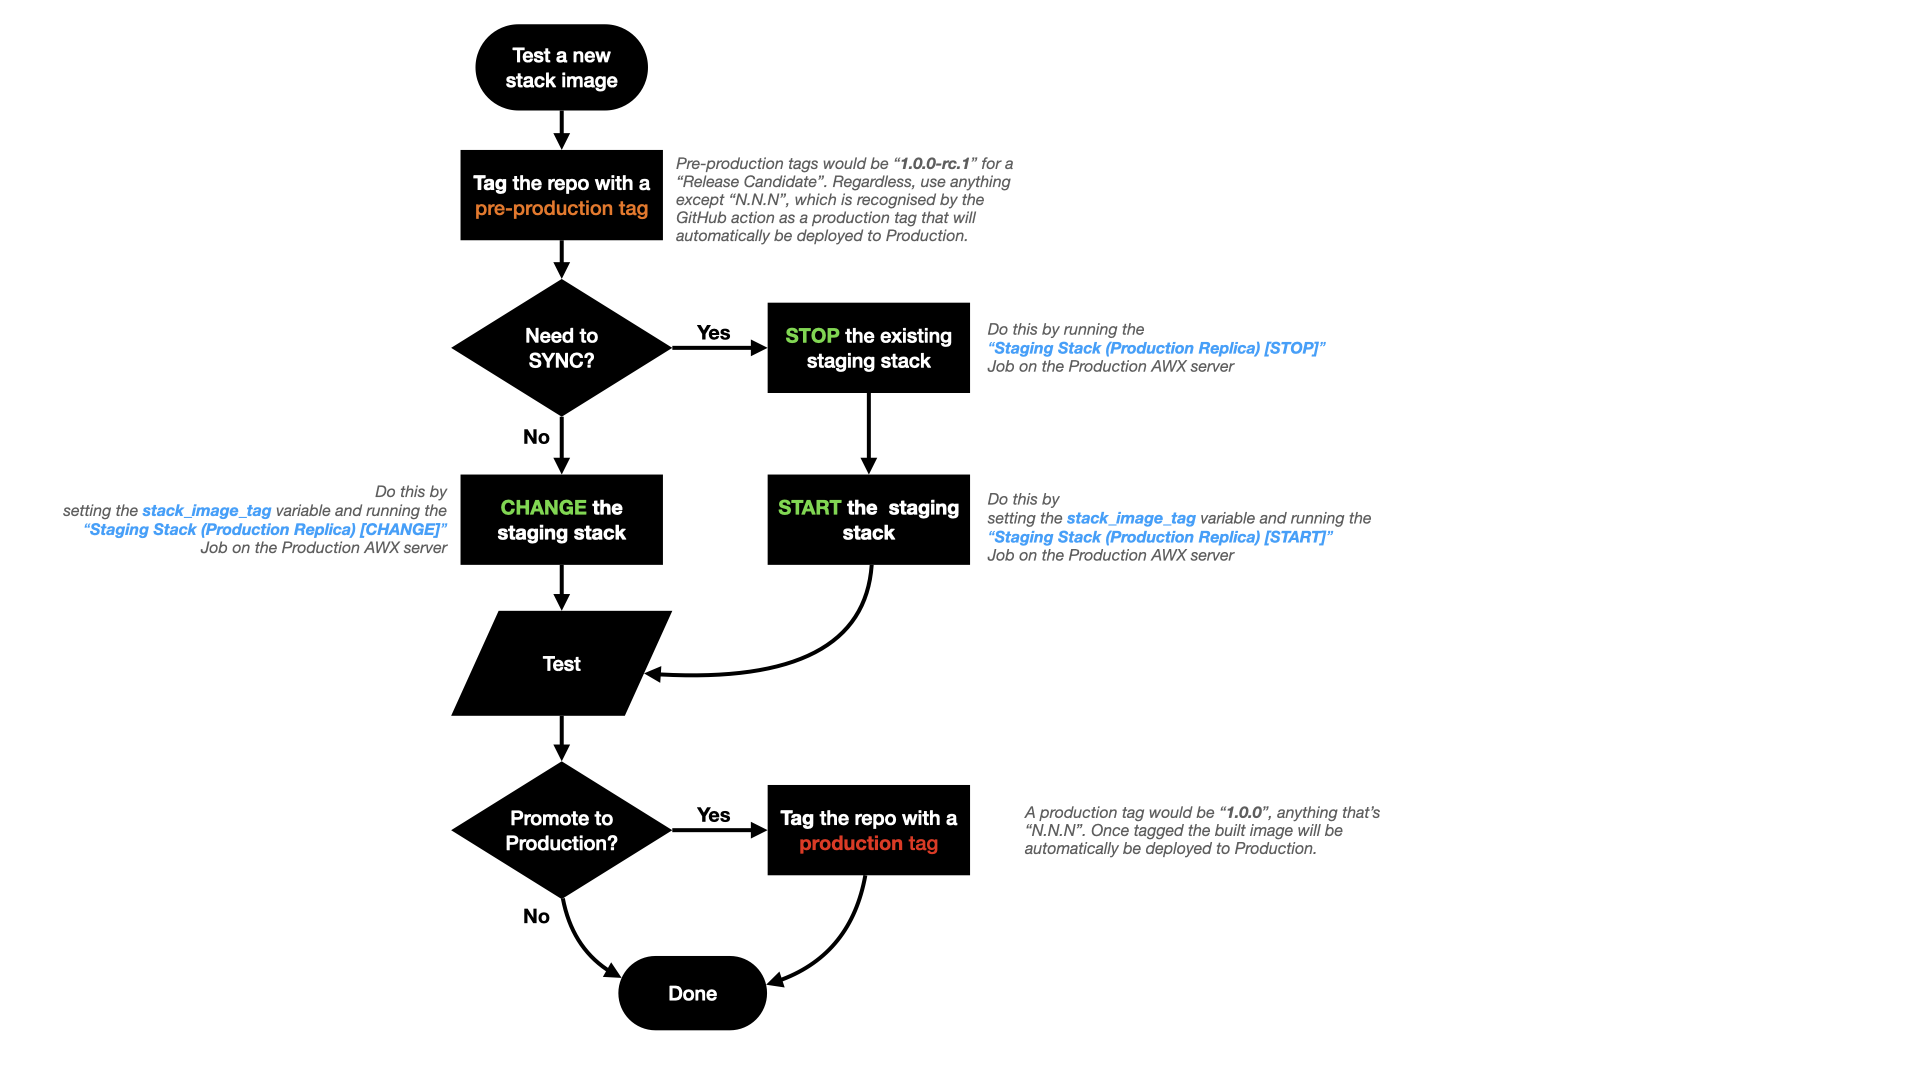 Test a new
stack image
Tag the repo with a
pre-production tag
Pre-production tags would be “1.0.0-rc.1” for a
“Release Candidate”. Regardless, use anything
except “N.N.N”, which is recognised by the
GitHub action as a production tag that will
automatically be deployed to Production.
Need to
SYNC?
Yes
STOP the existing
staging stack
Do this by running the
“Staging Stack (Production Replica) [STOP]”
Job on the Production AWX server
No
Do this by
setting the stack_image_tag variable and running the
“Staging Stack (Production Replica) [CHANGE]”
Job on the Production AWX server
CHANGE the
staging stack
START the  staging
stack
Do this by
setting the stack_image_tag variable and running the
“Staging Stack (Production Replica) [START]”
Job on the Production AWX server
Test
Promote to
Production?
Yes
Tag the repo with a
production tag
A production tag would be “1.0.0”, anything that’s
“N.N.N”. Once tagged the built image will be
automatically be deployed to Production.
No
Done